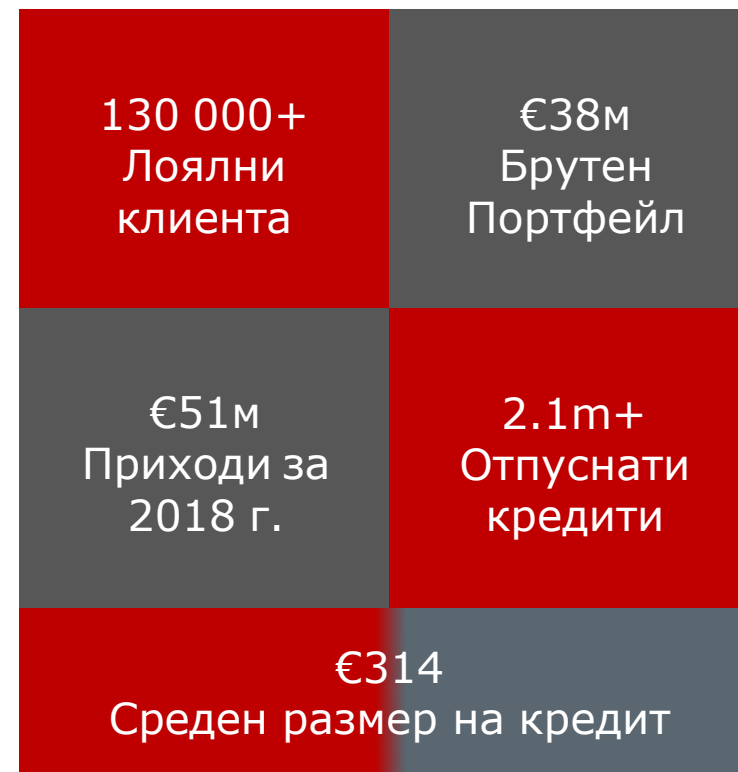 130 000+
Лоялни
клиента
€38м
Брутен
Портфейл
€51м
Приходи за
2018 г.
2.1m+
Отпуснати
кредити
€314
Среден размер на кредит